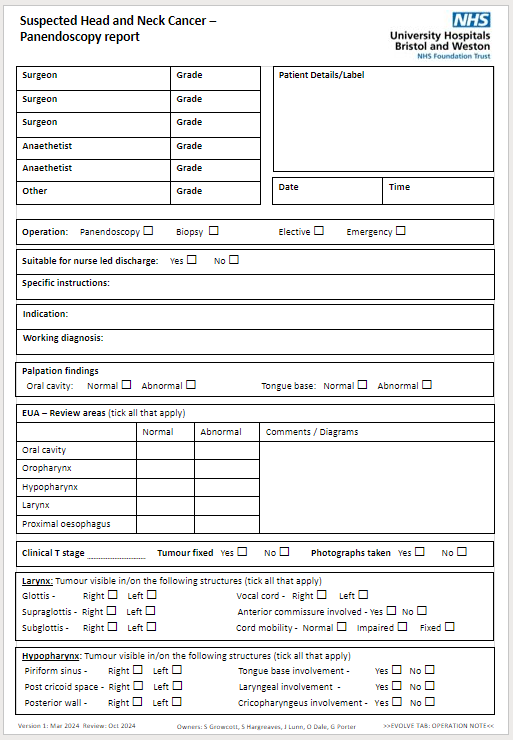 Suspected Head and Neck Cancer –
Panendoscopy report
NHS
University Hospitals
Bristol and Weston
NHS Foundation Trust
Surgeon Grade
Surgeon Grade
Surgeon Grade
Anaethetist Grade
Anaethetist Grade
Other Grade
Patient Details/Label
Date Time
Operation: Panendoscopy ☐ Biopsy ☐ Elective ☐ Emergency ☐
Suitable for nurse led discharge: Yes ☐ No ☐
Specific instructions:
Indication:
Working diagnosis:
Palpation findings
Oral cavity: Normal ☐ Abnormal ☐ Tongue base: Normal ☐ Abnormal ☐
EUA – Review areas (tick all that apply)
Normal Abnormal Comments / Diagrams
Oral cavity
Oropharynx
Hypopharynx
Larynx
Proximal oesophagus
Clinical T stage ____________ Tumour fixed Yes ☐ No ☐ Photographs taken Yes ☐ No ☐
Larynx: Tumour visible in/on the following structures (tick all that apply)
Glottis - Right ☐ Left ☐ Vocal cord - Right ☐ Left ☐
Supraglottis - Right ☐ Left ☐ Anterior commissure involved - Yes ☐ No ☐
Subglottis - Right ☐ Left ☐ Cord mobility - Normal ☐ Impaired ☐ Fixed ☐
Hypopharynx: Tumour visible in/on the following structures (tick all that apply)
Piriform sinus - Right ☐ Left ☐ Tongue base involvement - Yes ☐ No ☐
Post cricoid space - Right ☐ Left ☐ Laryngeal involvement - Yes ☐ No ☐
Posterior wall - Right ☐ Left ☐ Cricopharyngeus involvement - Yes ☐ No ☐
Version 1: Mar 2024 Review: Oct 2024 Owners: S Growcott, S Hargreaves, J Lunn, O Dale, G Porter >>EVOLVE TAB: OPERATION NOTE<<